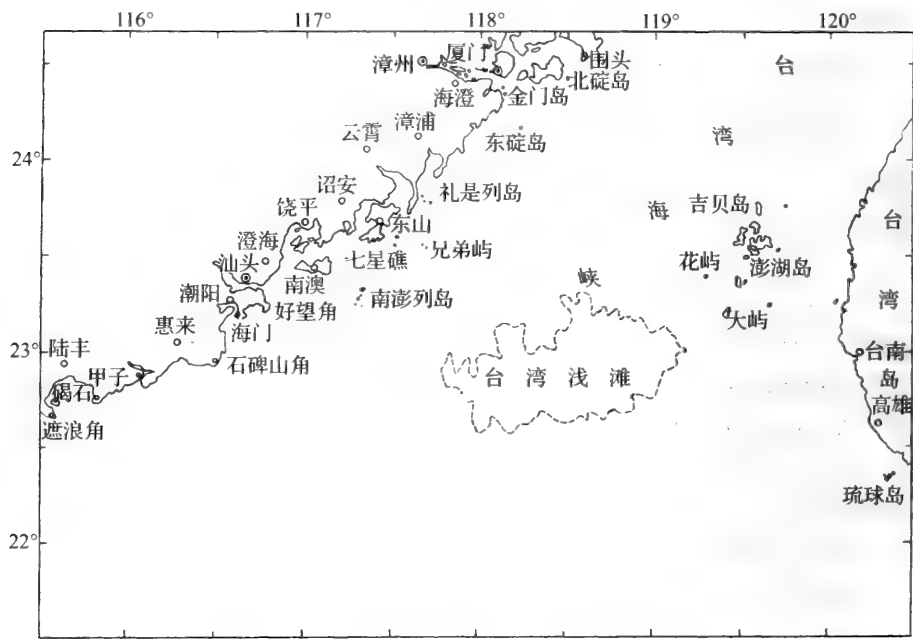 116° 117° 118° 119° 120°
厦门 围头 台
漳州
北碇岛
海澄 金门岛
云霄 漳浦 东碇岛 湾
24°
诏安 礼是列岛 吉贝岛 海
饶平 东山 台
澄海 七星礁 兄弟屿 花屿 澎湖岛
汕头 南澳 峡
潮阳 好望角 南澎列岛 大屿 湾
惠来 海门
陆丰 石碑山角 台南
23°
甲子 台湾浅滩 岛
碣石 高雄
遮浪角
琉球岛
22°